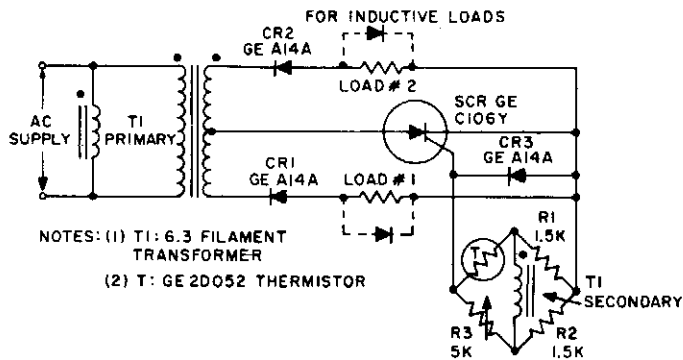 FOR INDUCTIVE LOADS
CR2
GE A14A
LOAD # 2
AC
SUPPLY
T1
PRIMARY
SCR GE
C106Y
CR3
GE A14A
CR1
GE A14A
LOAD # 1
NOTES: (1) T1: 6.3 FILAMENT
TRANSFORMER
(2) T: GE 2D052 THERMISTOR
R1
1.5K
T
T1
SECONDARY
R3
5K
R2
1.5K